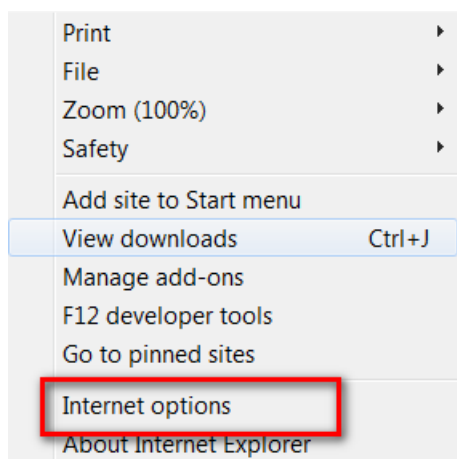 Print
File
Zoom (100%)
Safety
Add site to Start menu
View downloads Ctrl+J
Manage add-ons
F12 developer tools
Go to pinned sites
Internet options
About Internet Explorer